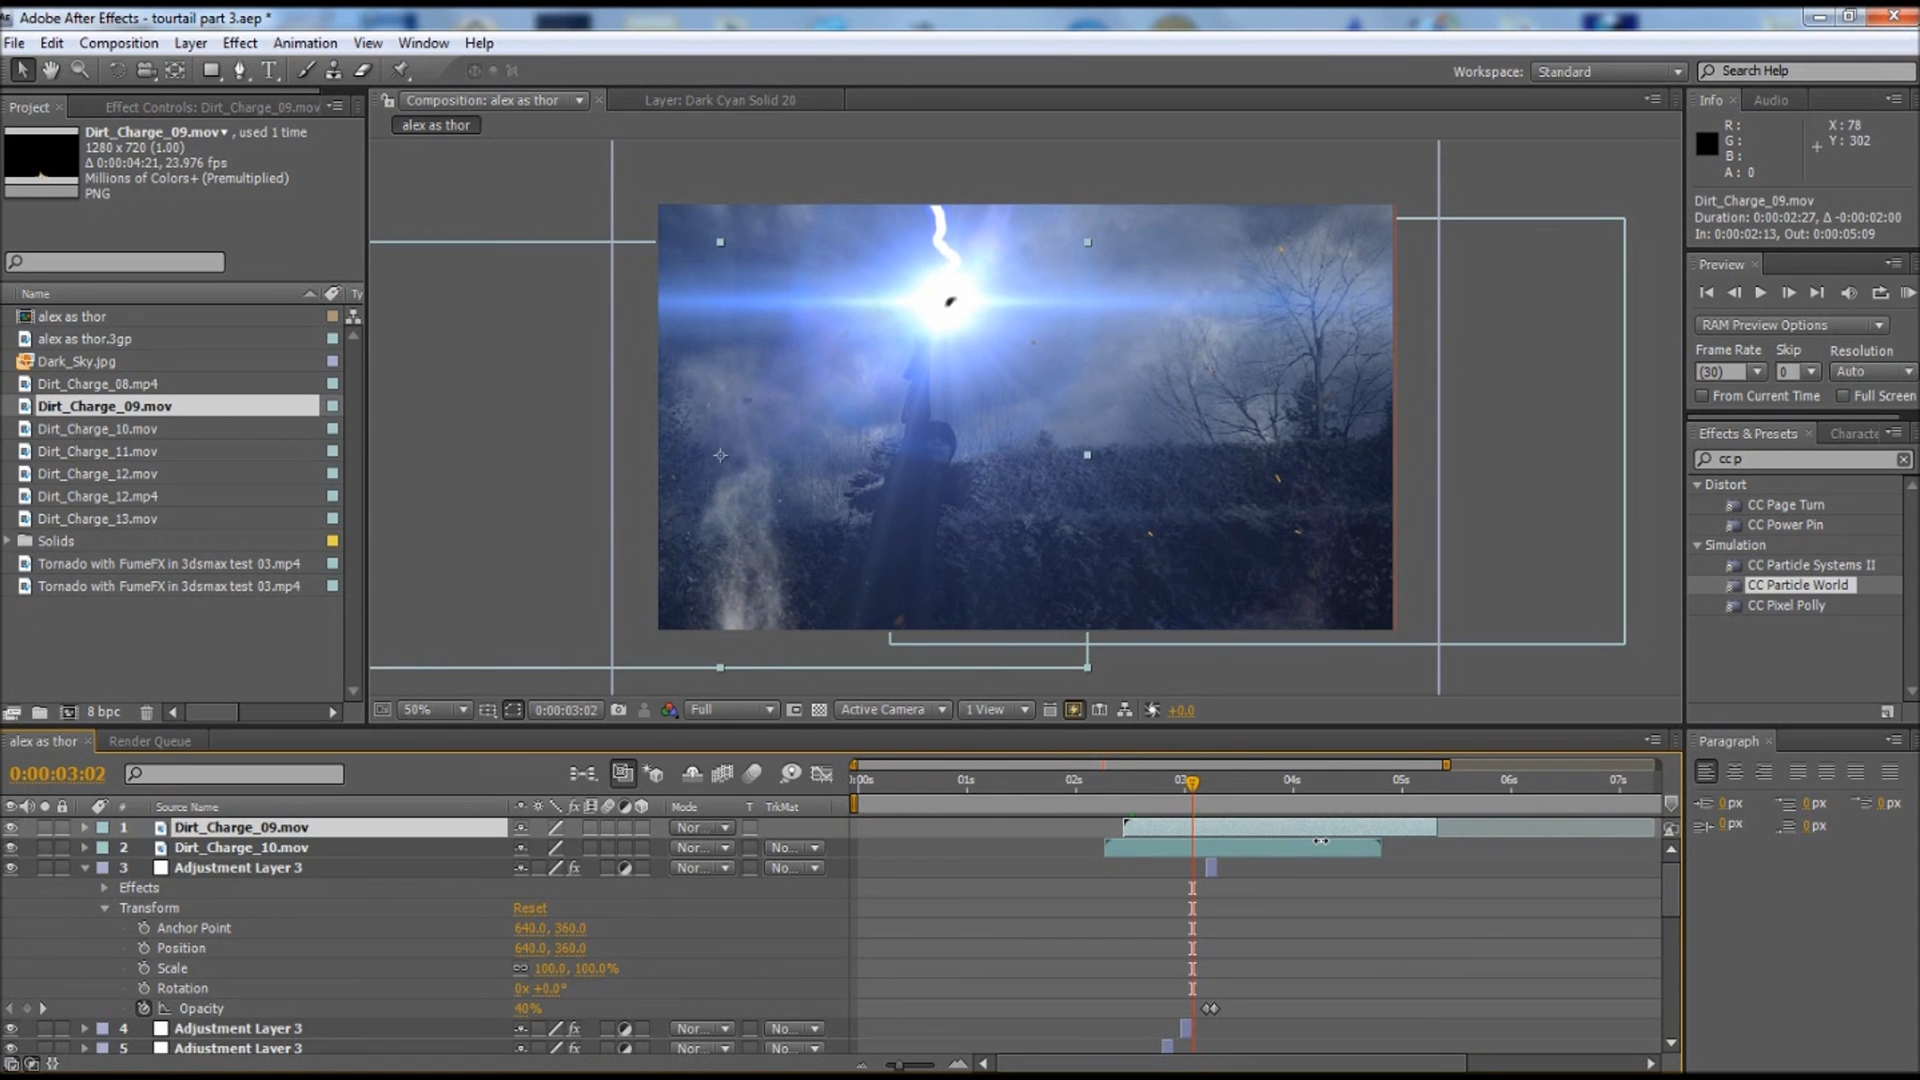 Adobe After Effects - tourtail part 3.aep *
File Edit Composition Layer Effect Animation View Window Help
Workspace: Standard Search Help
Project Effect Controls: Dirt_Charge_09.mov
Composition: alex as thor Layer: Dark Cyan Solid 20
alex as thor
Dirt_Charge_09.mov , used 1 time
1280 x 720 (1.00)
Δ 0:00:04:21, 23.976 fps
Millions of Colors+ (Premultiplied)
PNG
Name Ty
alex as thor
alex as thor.3gp
Dark_Sky.jpg
Dirt_Charge_08.mp4
Dirt_Charge_09.mov
Dirt_Charge_10.mov
Dirt_Charge_11.mov
Dirt_Charge_12.mov
Dirt_Charge_12.mp4
Dirt_Charge_13.mov
Solids
Tornado with FumeFX in 3dsmax test 03.mp4
Tornado with FumeFX in 3dsmax test 03.mp4
8 bpc
50% 0:00:03:02 Full Active Camera 1 View +0.0
Info Audio
R: X: 78
G: Y: 302
B:
A: 0
Dirt_Charge_09.mov
Duration: 0:00:02:27, Δ -0:00:02:00
In: 0:00:02:13, Out: 0:00:05:09
Preview
RAM Preview Options
Frame Rate Skip Resolution
(30) 0 Auto
From Current Time Full Screen
Effects & Presets Characte
cc p
Distort
CC Page Turn
CC Power Pin
Simulation
CC Particle Systems II
CC Particle World
CC Pixel Polly
alex as thor Render Queue
0:00:03:02
:00s 01s 02s 03s 04s 05s 06s 07s
# Source Name Mode T TrkMat
1 Dirt_Charge_09.mov Nor...
2 Dirt_Charge_10.mov Nor... No...
3 Adjustment Layer 3 fx Nor... No...
Effects
Transform Reset
Anchor Point 640.0, 360.0
Position 640.0, 360.0
Scale 100.0, 100.0%
Rotation 0x +0.0°
Opacity 40%
4 Adjustment Layer 3 fx Nor... No...
5 Adjustment Layer 3 fx Nor... No...
Paragraph
0 px 0 px 0 px
0 px 0 px